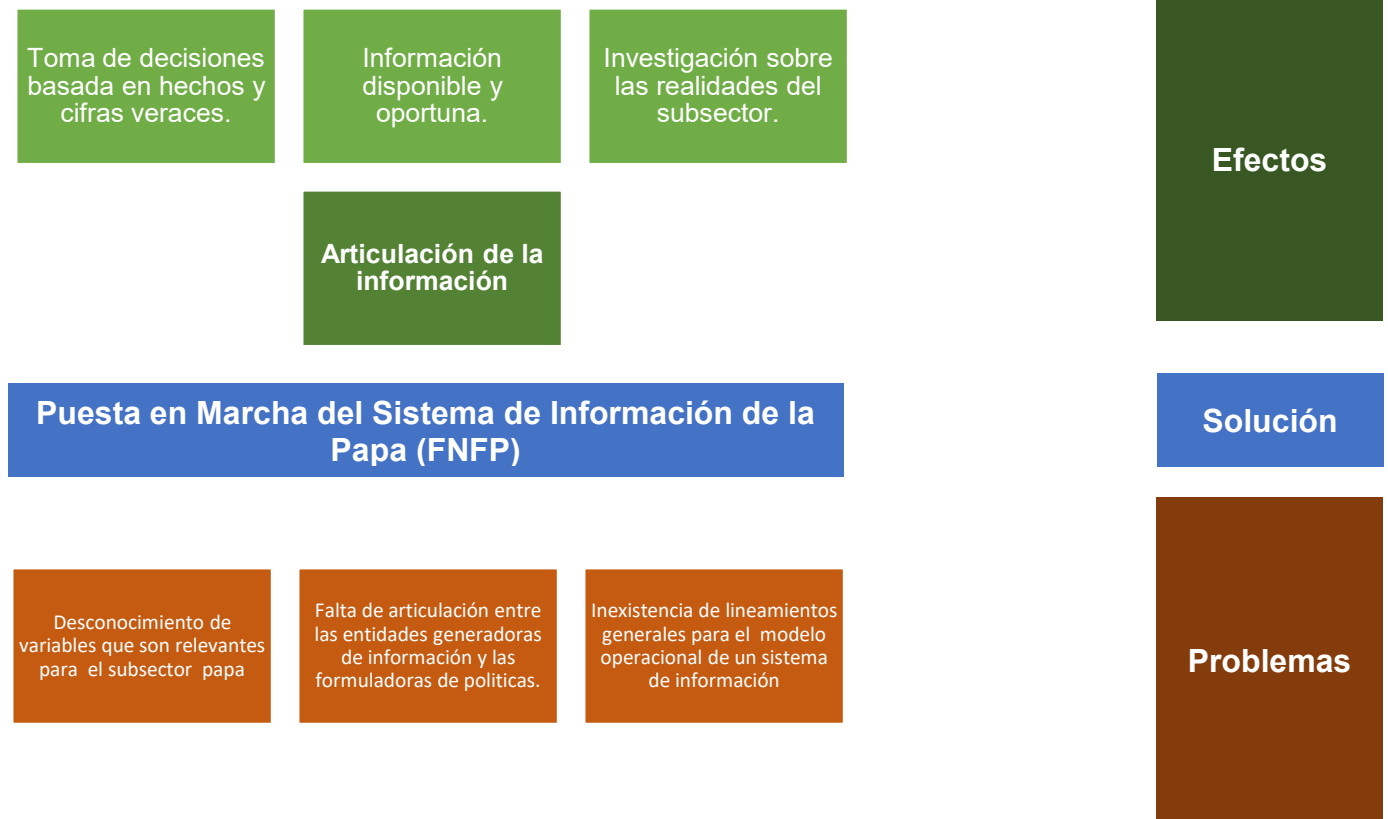 Toma de decisiones
basada en hechos y
cifras veraces.
Información
disponible y
oportuna.
Investigación sobre
las realidades del
subsector.
Efectos
Articulación de la
información
Puesta en Marcha del Sistema de Información de la
Papa (FNFP)
Solución
Desconocimiento de
variables que son relevantes
para el subsector papa
Falta de articulación entre
las entidades generadoras
de información y las
formuladoras de politicas.
Inexistencia de lineamientos
generales para el modelo
operacional de un sistema
de información
Problemas